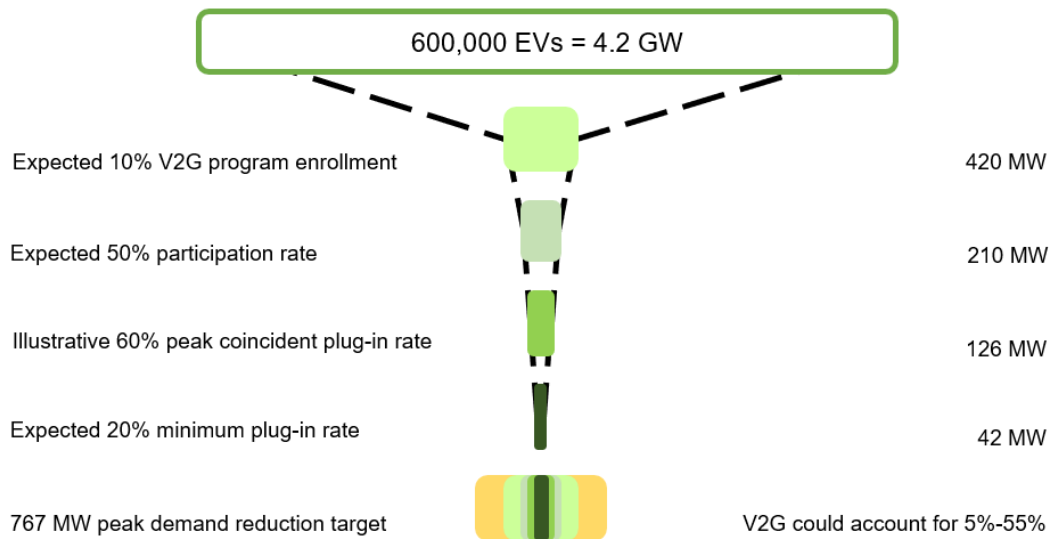 600,000 EVs = 4.2 GW
Expected 10% V2G program enrollment
420 MW
Expected 50% participation rate
210 MW
Illustrative 60% peak coincident plug-in rate
126 MW
Expected 20% minimum plug-in rate
42 MW
767 MW peak demand reduction target
V2G could account for 5%-55%